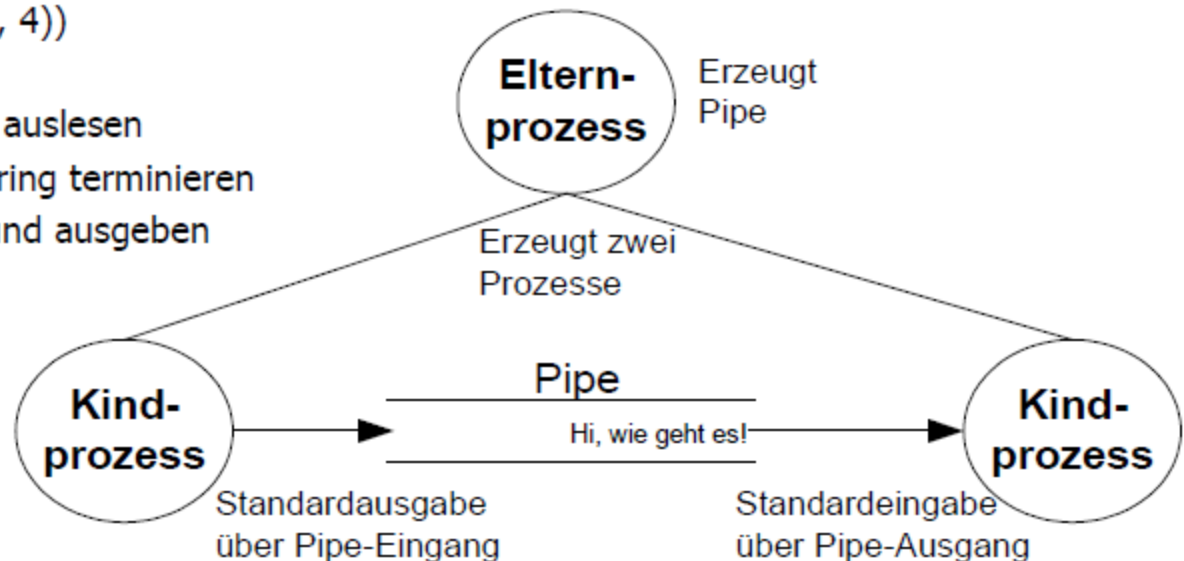 , 4))
auslesen
ring terminieren
nd ausgeben
Eltern-
prozess
Erzeugt
Pipe
Erzeugt zwei
Prozesse
Kind-
prozess
Pipe
Hi, wie geht es!
Kind-
prozess
Standardausgabe
über Pipe-Eingang
Standardeingabe
über Pipe-Ausgang